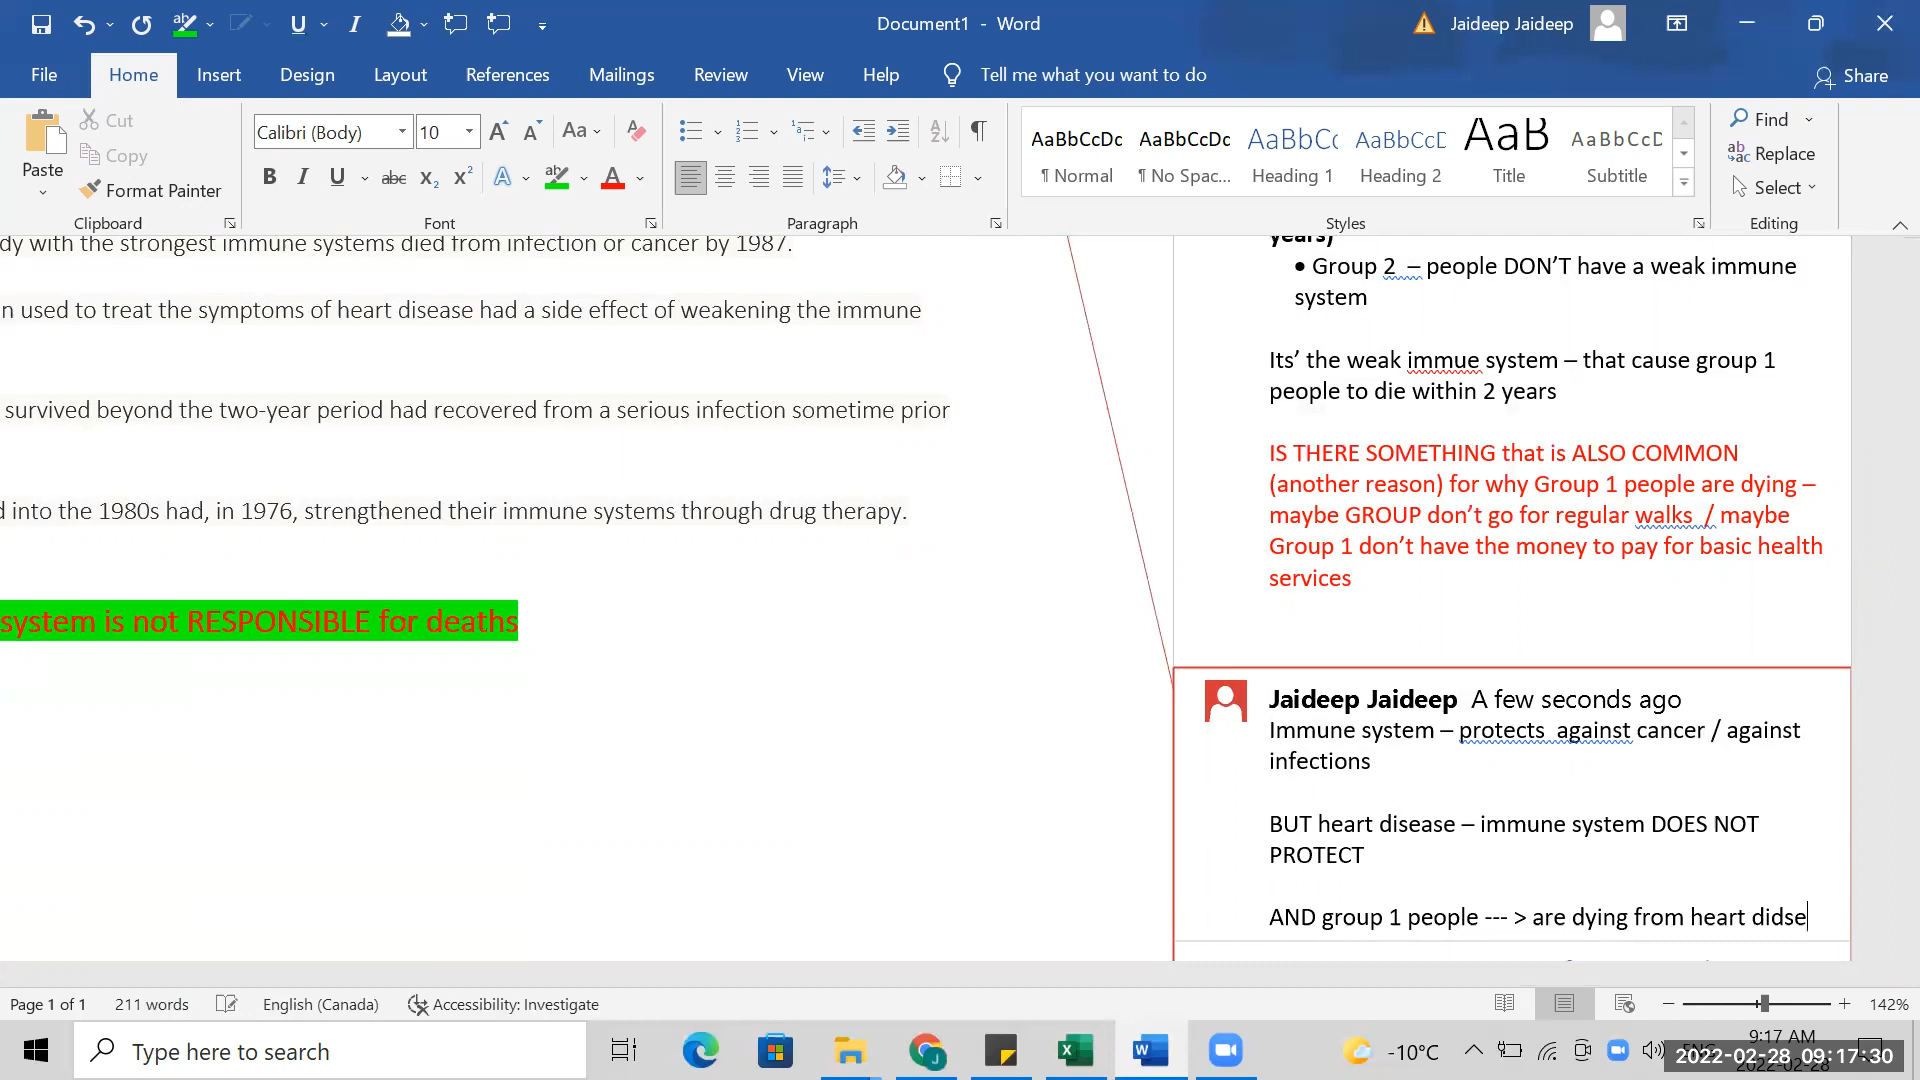 Document1 - Word
Jaideep Jaideep
File Home Insert Design Layout References Mailings Review View Help Tell me what you want to do Share
Paste
Cut
Copy
Format Painter
Clipboard
Calibri (Body) 10
Font
Paragraph
AaBbCcDc AaBbCcDc AaBbCc AaBbCcD AaB AaBbCcD
¶ Normal ¶ No Spac... Heading 1 Heading 2 Title Subtitle
Styles
Find
Replace
Select
Editing
dy with the strongest immune systems died from infection or cancer by 1987.
n used to treat the symptoms of heart disease had a side effect of weakening the immune
survived beyond the two-year period had recovered from a serious infection sometime prior
d into the 1980s had, in 1976, strengthened their immune systems through drug therapy.
system is not RESPONSIBLE for deaths
years)
• Group 2 – people DON’T have a weak immune
system
Its’ the weak immue system – that cause group 1
people to die within 2 years
IS THERE SOMETHING that is ALSO COMMON
(another reason) for why Group 1 people are dying –
maybe GROUP don’t go for regular walks / maybe
Group 1 don’t have the money to pay for basic health
services
Jaideep Jaideep A few seconds ago
Immune system – protects against cancer / against
infections
BUT heart disease – immune system DOES NOT
PROTECT
AND group 1 people --- > are dying from heart didse
Page 1 of 1 211 words English (Canada) Accessibility: Investigate 142%
Type here to search
-10°C
9:17 AM
2022-02-28 09:17:30